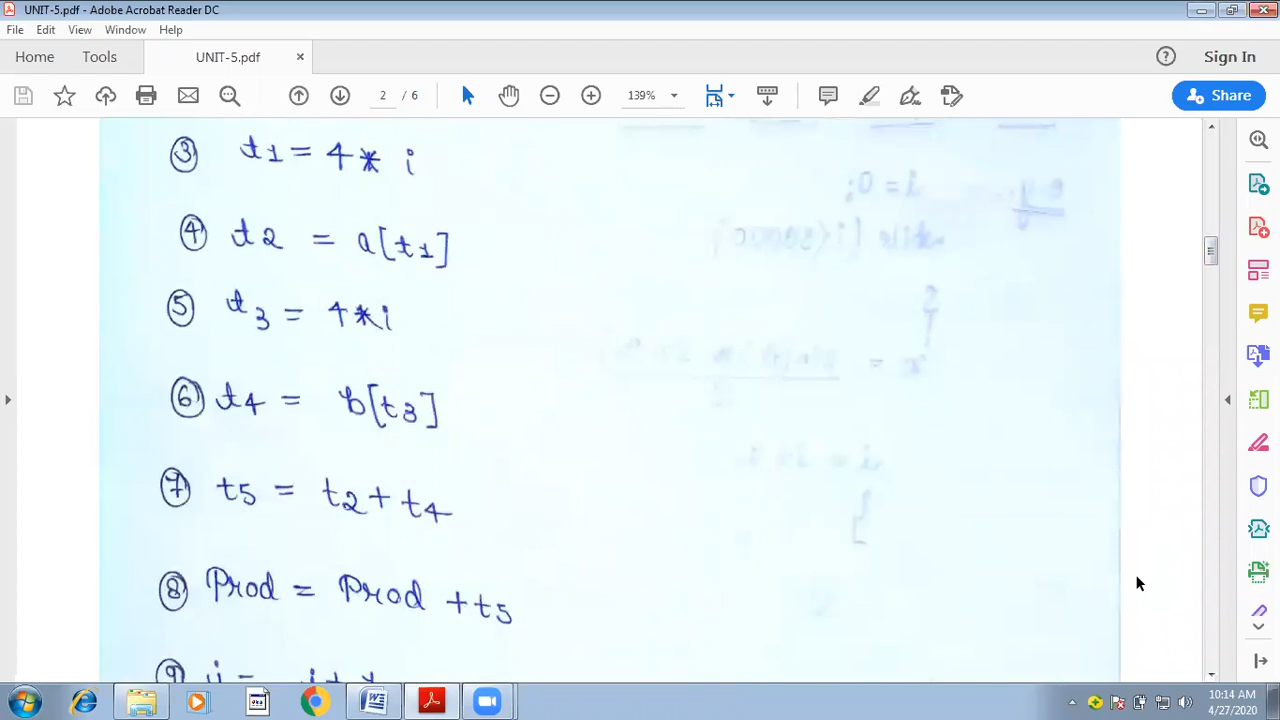 UNIT-5.pdf - Adobe Acrobat Reader DC
File Edit View Window Help
Home Tools UNIT-5.pdf × Sign In
2 / 6 139% Share
③ t1 = 4 * i
④ t2 = a[t1]
⑤ t3 = 4*i
⑥ t4 = b[t3]
⑦ t5 = t2 + t4
⑧ Prod = Prod + t5
⑨
10:14 AM
4/27/2020